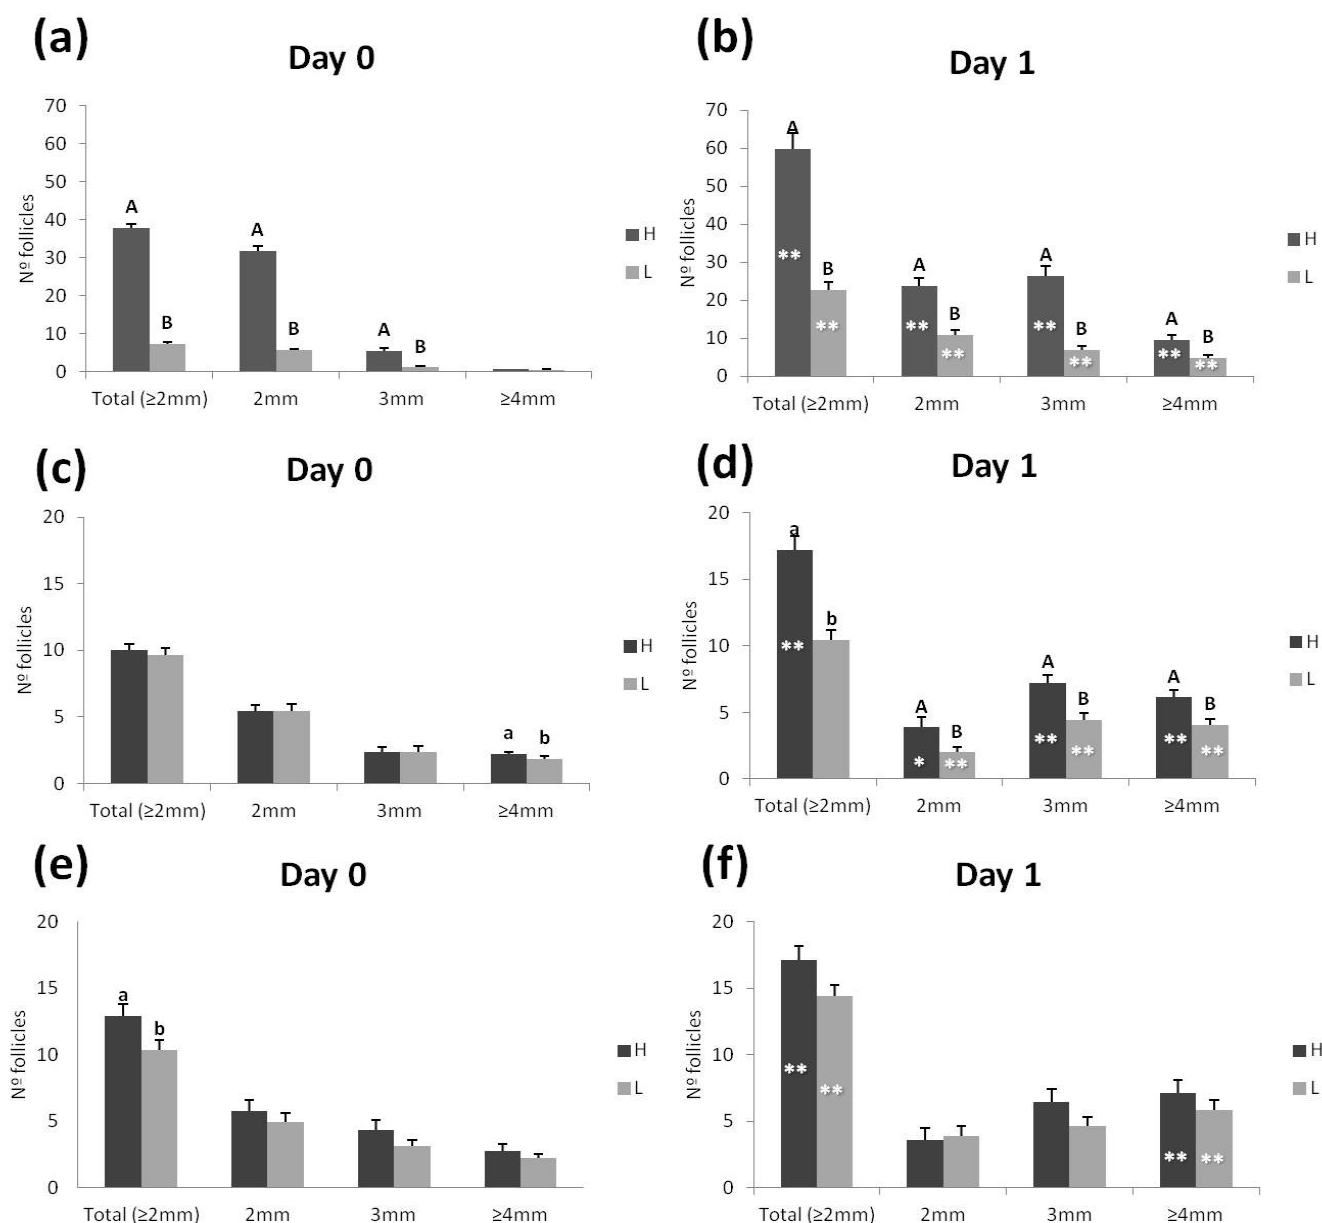 (a)
Day 0
70
60
50
40
30
20
10
0
Nº follicles
A
B
A
B
A
B
H
L
Total (≥2mm) 2mm 3mm ≥4mm
(b)
Day 1
70
60
50
40
30
20
10
0
Nº follicles
A
**
B
**
A
**
B
**
A
**
B
**
A
**
B
**
H
L
Total (≥2mm) 2mm 3mm ≥4mm
(c)
Day 0
20
15
10
5
0
Nº follicles
a
b
H
L
Total (≥2mm) 2mm 3mm ≥4mm
(d)
Day 1
20
15
10
5
0
Nº follicles
a
**
b
A
*
B
**
A
**
B
**
A
**
B
**
H
L
Total (≥2mm) 2mm 3mm ≥4mm
(e)
Day 0
20
15
10
5
0
Nº follicles
a
b
H
L
Total (≥2mm) 2mm 3mm ≥4mm
(f)
Day 1
20
15
10
5
0
Nº follicles
**
**
**
**
H
L
Total (≥2mm) 2mm 3mm ≥4mm